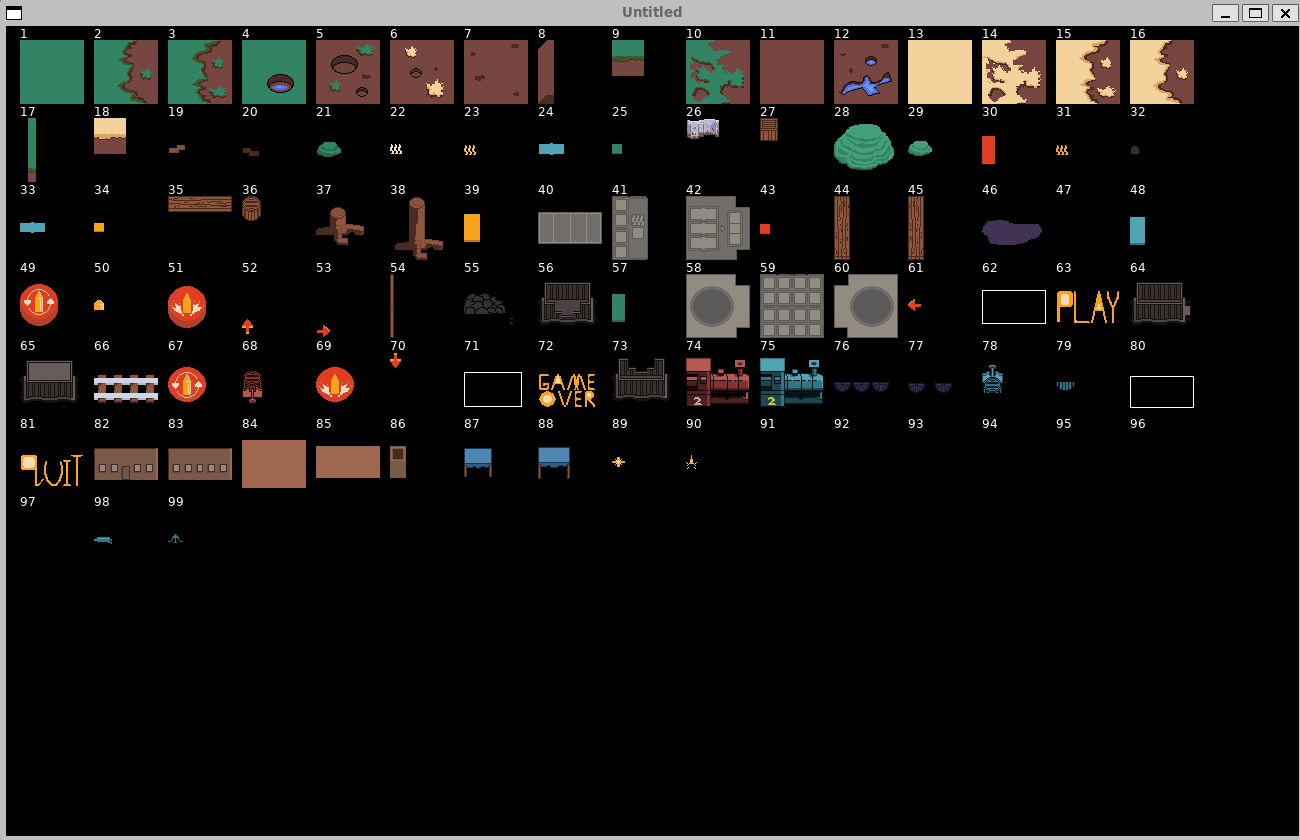 Untitled
1 2 3 4 5 6 7 8 9 10 11 12 13 14 15 16
17 18 19 20 21 22 23 24 25 26 27 28 29 30 31 32
33 34 35 36 37 38 39 40 41 42 43 44 45 46 47 48
49 50 51 52 53 54 55 56 57 58 59 60 61 62 63 64
PLAY
65 66 67 68 69 70 71 72 73 74 75 76 77 78 79 80
GAME
OVER
2 2
81 82 83 84 85 86 87 88 89 90 91 92 93 94 95 96
QUIT
97 98 99